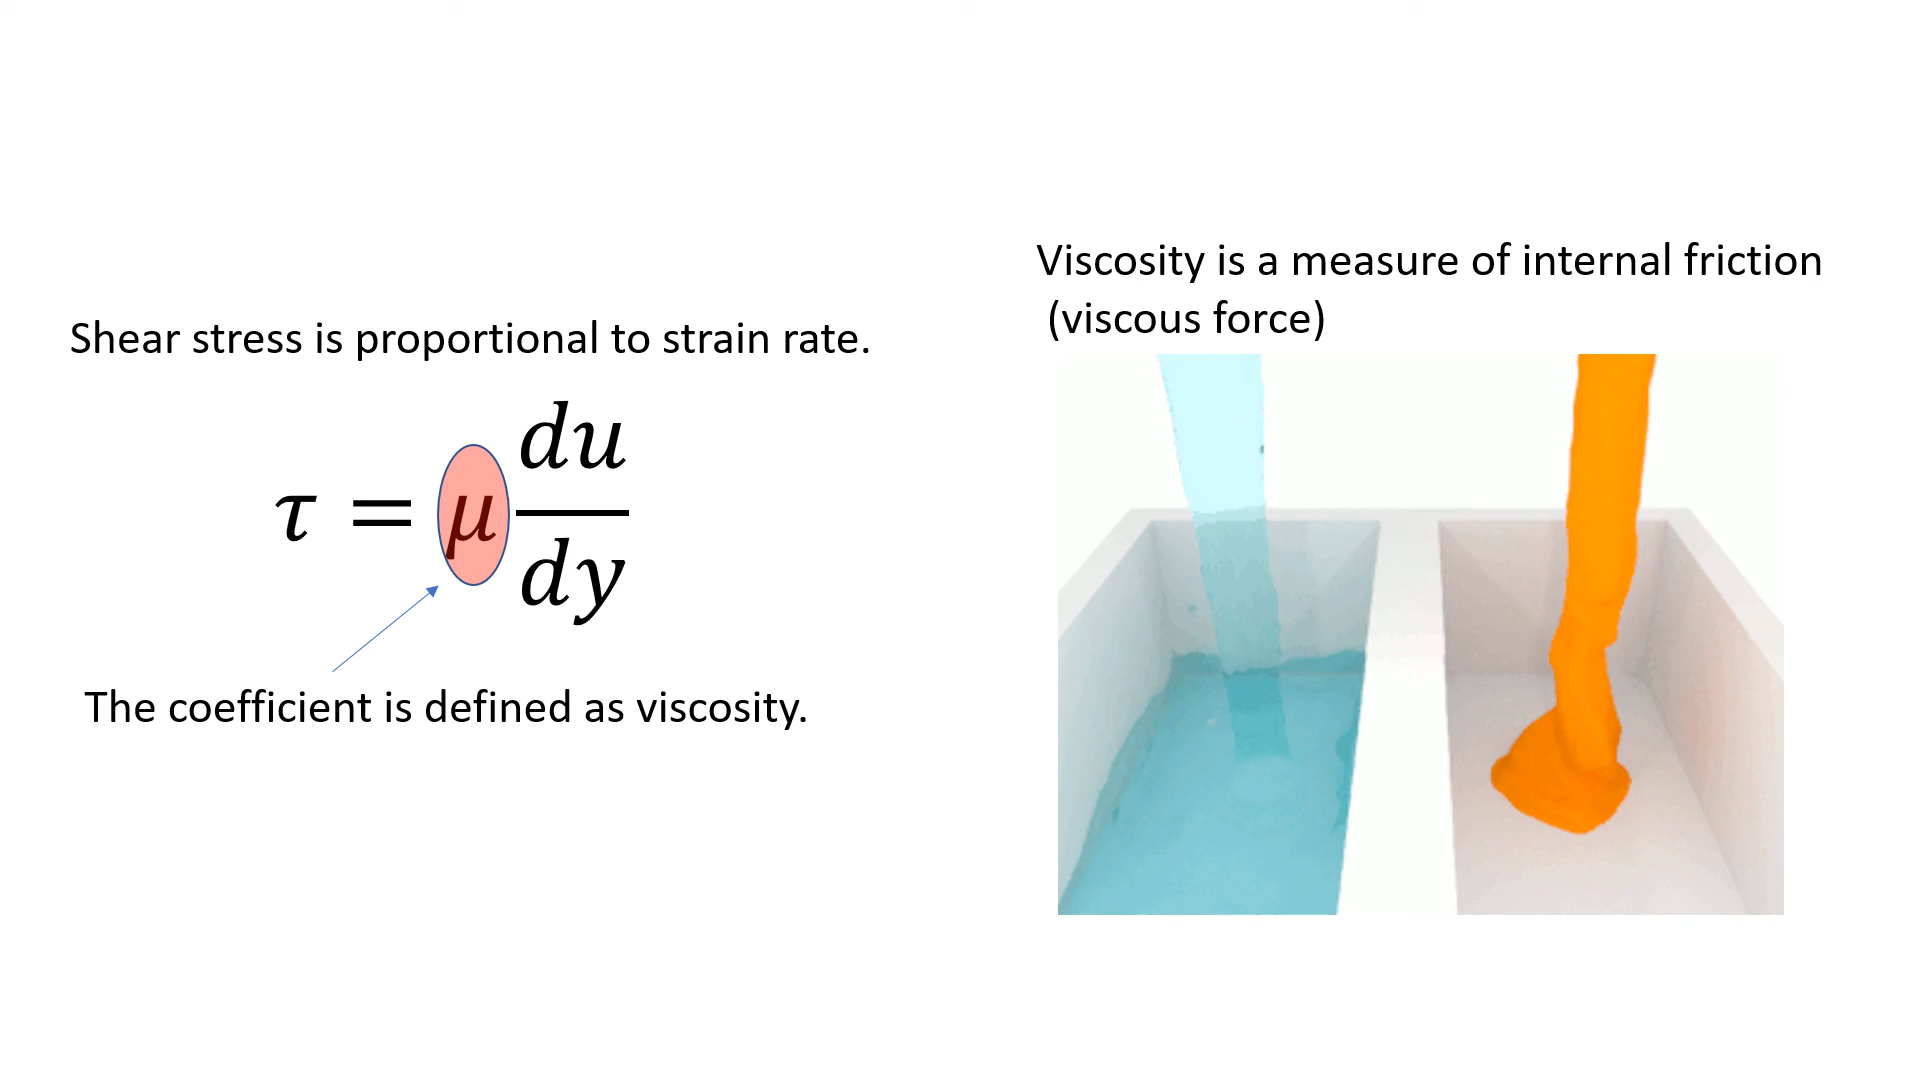 Shear stress is proportional to strain rate.
τ = μ du/dy
The coefficient is defined as viscosity.
Viscosity is a measure of internal friction
(viscous force)